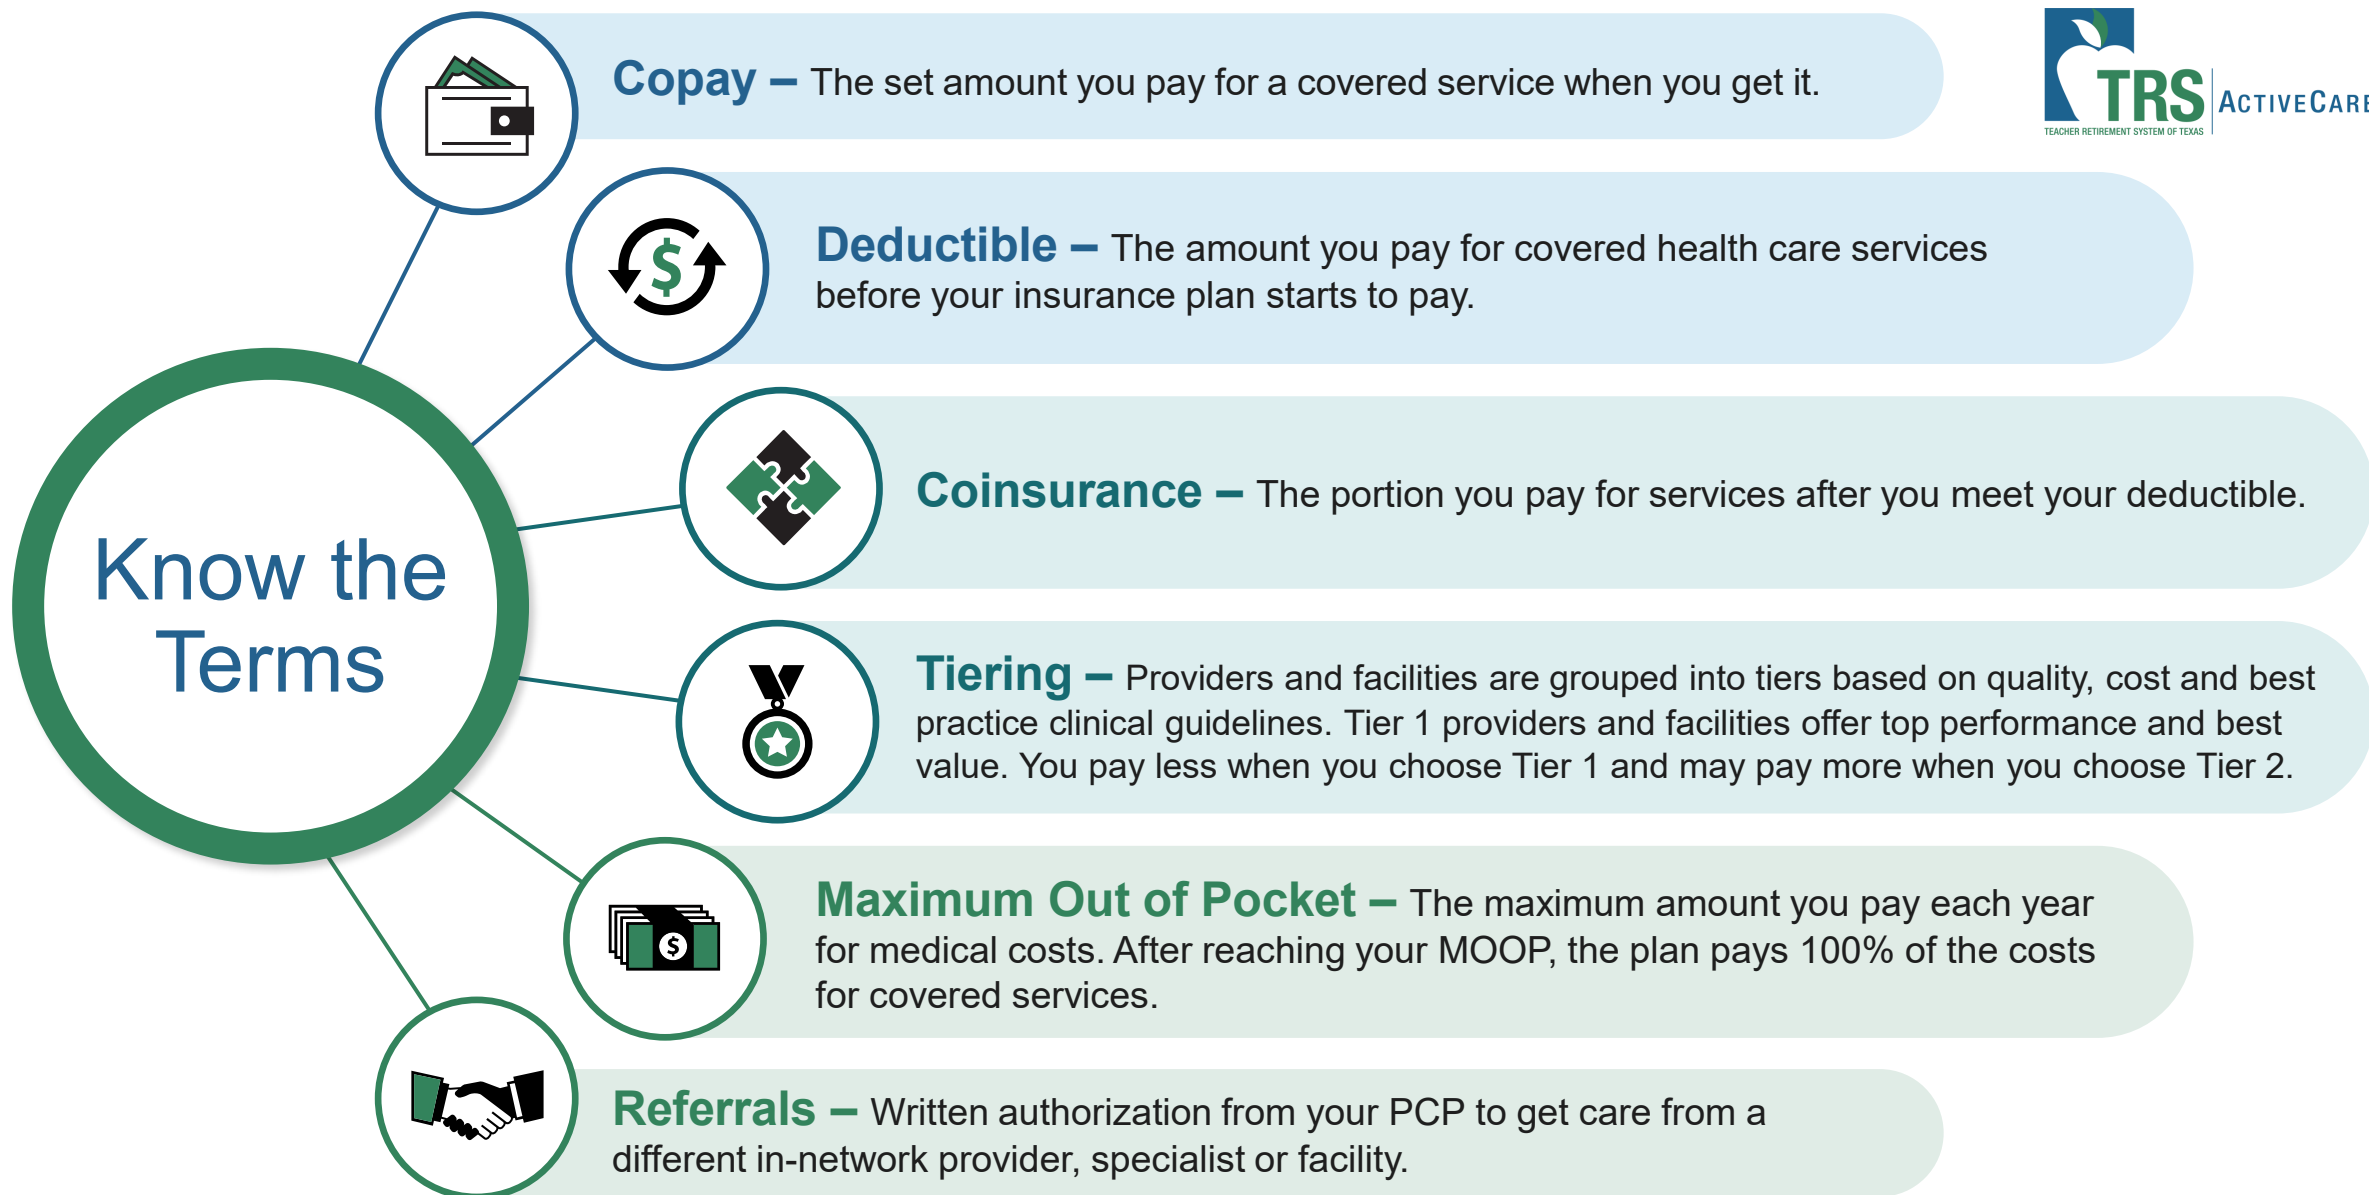 Copay – The set amount you pay for a covered service when you get it.
TRS
TEACHER RETIREMENT SYSTEM OF TEXAS
ACTIVECARE
Deductible – The amount you pay for covered health care services
before your insurance plan starts to pay.
$
Coinsurance – The portion you pay for services after you meet your deductible.
Know the
Terms
Tiering – Providers and facilities are grouped into tiers based on quality, cost and best
practice clinical guidelines. Tier 1 providers and facilities offer top performance and best
value. You pay less when you choose Tier 1 and may pay more when you choose Tier 2.
Maximum Out of Pocket – The maximum amount you pay each year
for medical costs. After reaching your MOOP, the plan pays 100% of the costs
for covered services.
$
Referrals – Written authorization from your PCP to get care from a
different in-network provider, specialist or facility.